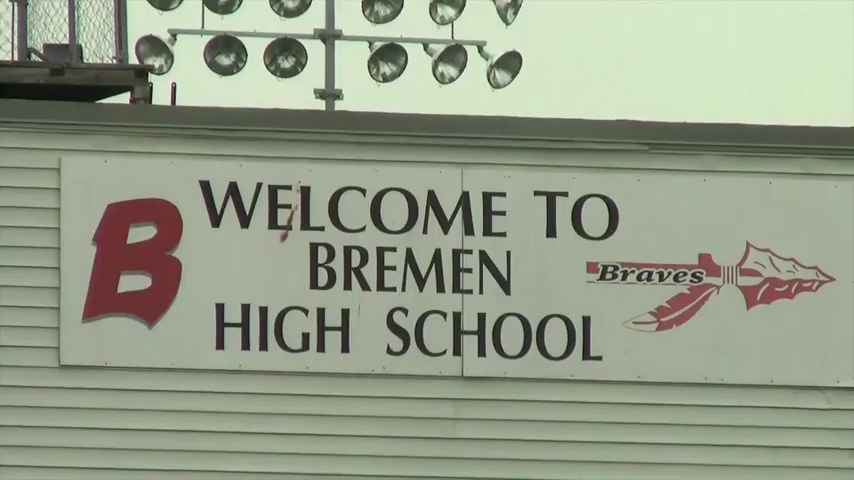 B
WELCOME TO
BREMEN
HIGH SCHOOL
Braves